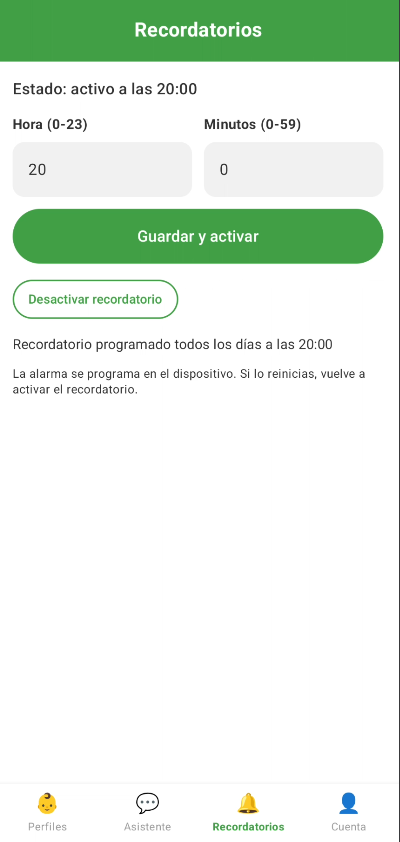 Recordatorios
Estado: activo a las 20:00
Hora (0-23)
Minutos (0-59)
20
0
Guardar y activar
Desactivar recordatorio
Recordatorio programado todos los días a las 20:00
La alarma se programa en el dispositivo. Si lo reinicias, vuelve a
activar el recordatorio.
Perfiles
Asistente
Recordatorios
Cuenta